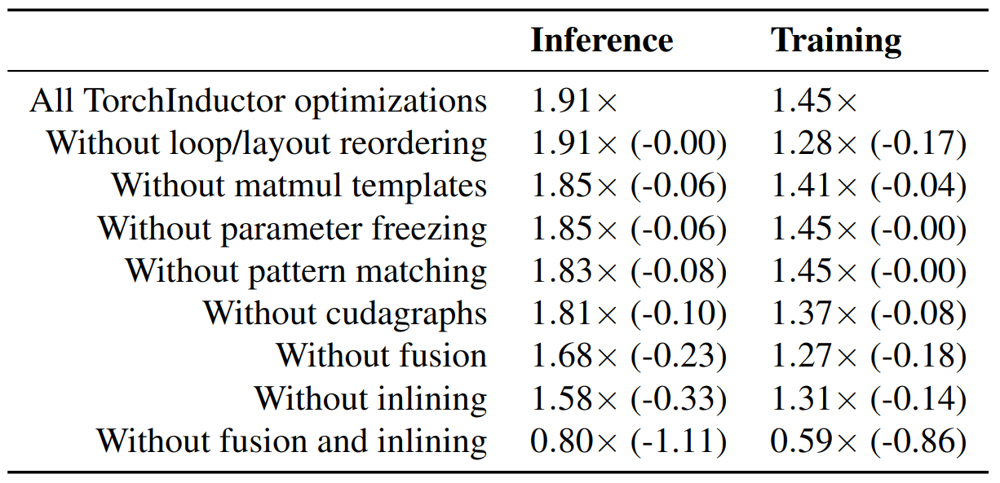 Inference Training
All TorchInductor optimizations 1.91× 1.45×
Without loop/layout reordering 1.91× (-0.00) 1.28× (-0.17)
Without matmul templates 1.85× (-0.06) 1.41× (-0.04)
Without parameter freezing 1.85× (-0.06) 1.45× (-0.00)
Without pattern matching 1.83× (-0.08) 1.45× (-0.00)
Without cudagraphs 1.81× (-0.10) 1.37× (-0.08)
Without fusion 1.68× (-0.23) 1.27× (-0.18)
Without inlining 1.58× (-0.33) 1.31× (-0.14)
Without fusion and inlining 0.80× (-1.11) 0.59× (-0.86)